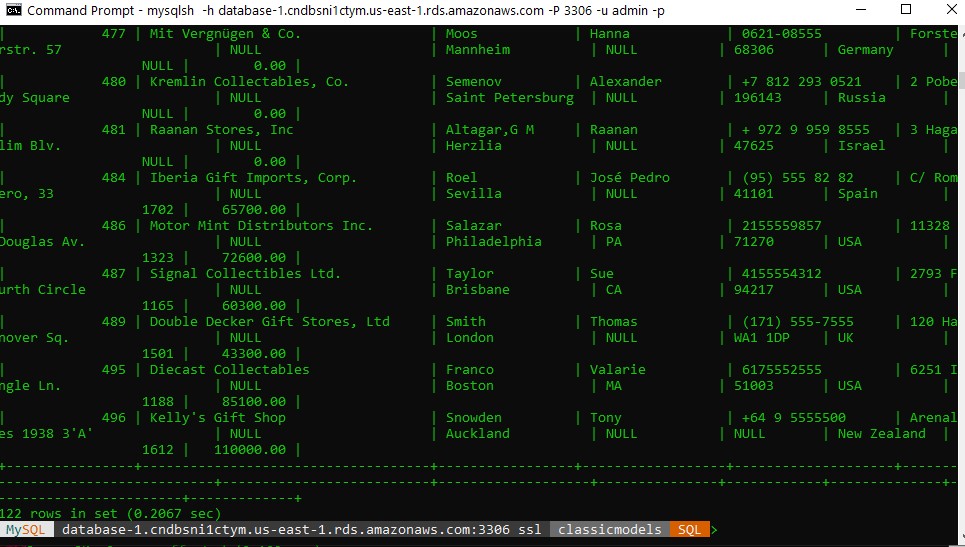 Command Prompt - mysqlsh  -h database-1.cndbsni1ctym.us-east-1.rds.amazonaws.com -P 3306 -u admin -p
| 477 | Mit Vergnügen & Co. | Moos | Hanna | 0621-08555 | Forste
rstr. 57 | NULL | Mannheim | NULL | 68306 | Germany |
NULL | 0.00 |
| 480 | Kremlin Collectables, Co. | Semenov | Alexander | +7 812 293 0521 | 2 Pobe
dy Square | NULL | Saint Petersburg | NULL | 196143 | Russia |
NULL | 0.00 |
| 481 | Raanan Stores, Inc | Altagar,G M | Raanan | + 972 9 959 8555 | 3 Haga
lim Blv. | NULL | Herzlia | NULL | 47625 | Israel |
NULL | 0.00 |
| 484 | Iberia Gift Imports, Corp. | Roel | José Pedro | (95) 555 82 82 | C/ Rom
ero, 33 | NULL | Sevilla | NULL | 41101 | Spain |
1702 | 65700.00 |
| 486 | Motor Mint Distributors Inc. | Salazar | Rosa | 2155559857 | 11328
Douglas Av. | NULL | Philadelphia | PA | 71270 | USA |
1323 | 72600.00 |
| 487 | Signal Collectibles Ltd. | Taylor | Sue | 4155554312 | 2793 F
urth Circle | NULL | Brisbane | CA | 94217 | USA |
1165 | 60300.00 |
| 489 | Double Decker Gift Stores, Ltd | Smith | Thomas | (171) 555-7555 | 120 Ha
nover Sq. | NULL | London | NULL | WA1 1DP | UK |
1501 | 43300.00 |
| 495 | Diecast Collectables | Franco | Valarie | 6175552555 | 6251 I
ngle Ln. | NULL | Boston | MA | 51003 | USA |
1188 | 85100.00 |
| 496 | Kelly's Gift Shop | Snowden | Tony | +64 9 5555500 | Arenal
es 1938 3'A' | NULL | Auckland | NULL | NULL | New Zealand |
1612 | 110000.00 |
122 rows in set (0.2067 sec)
MySQL database-1.cndbsni1ctym.us-east-1.rds.amazonaws.com:3306 ssl classicmodels SQL >